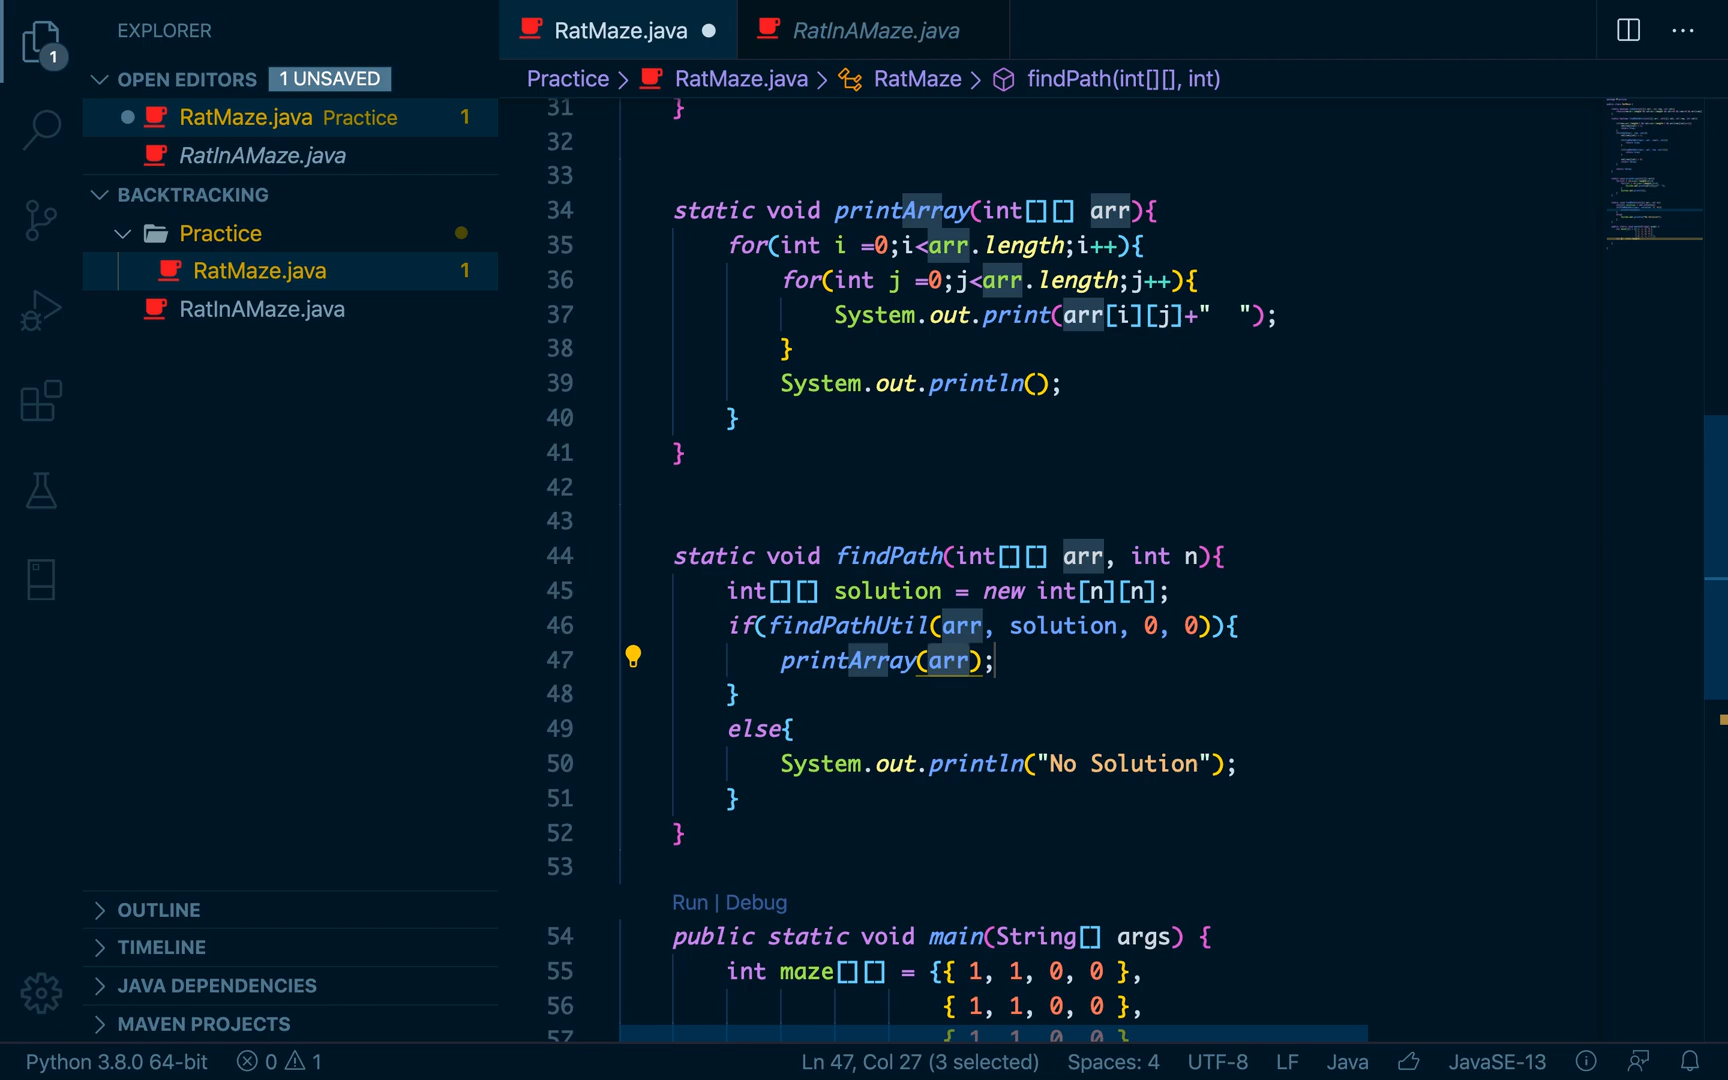 EXPLORER
OPEN EDITORS 1 UNSAVED
RatMaze.java Practice 1
RatInAMaze.java
BACKTRACKING
Practice
RatMaze.java 1
RatInAMaze.java
OUTLINE
TIMELINE
JAVA DEPENDENCIES
MAVEN PROJECTS
1
RatMaze.java RatInAMaze.java
Practice > RatMaze.java > RatMaze > findPath(int[][], int)
31 }
32
33
34 static void printArray(int[][] arr){
35 for(int i =0;i<arr.length;i++){
36 for(int j =0;j<arr.length;j++){
37 System.out.print(arr[i][j]+"  ");
38 }
39 System.out.println();
40 }
41 }
42
43
44 static void findPath(int[][] arr, int n){
45 int[][] solution = new int[n][n];
46 if(findPathUtil(arr, solution, 0, 0)){
47 printArray(arr);
48 }
49 else{
50 System.out.println("No Solution");
51 }
52 }
53
Run | Debug
54 public static void main(String[] args) {
55 int maze[][] = {{ 1, 1, 0, 0 },
56 { 1, 1, 0, 0 },
57 { 1, 1, 0, 0 },
Python 3.8.0 64-bit 0 1 Ln 47, Col 27 (3 selected) Spaces: 4 UTF-8 LF Java JavaSE-13